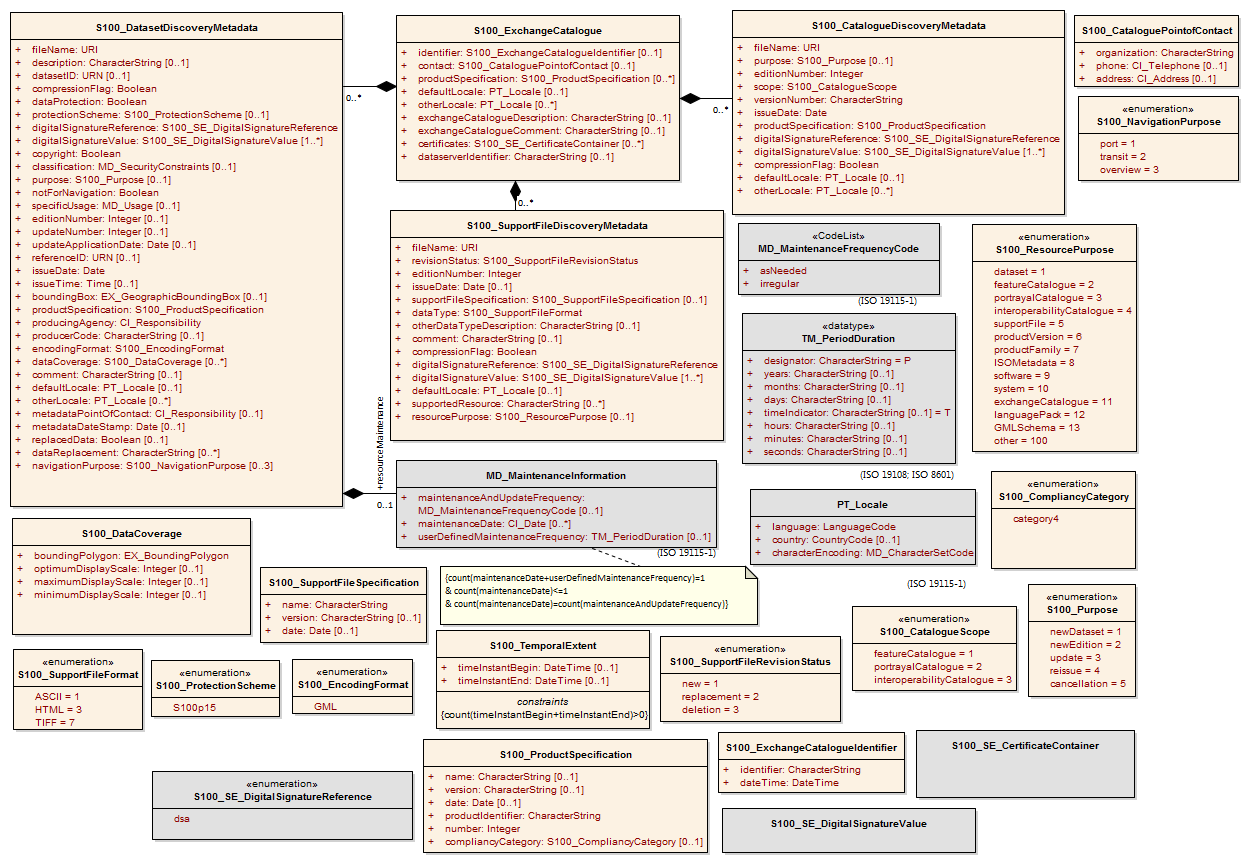 S100_DatasetDiscoveryMetadata
+ fileName: URI
+ description: CharacterString [0..1]
+ datasetID: URN [0..1]
+ compressionFlag: Boolean
+ dataProtection: Boolean
+ protectionScheme: S100_ProtectionScheme [0..1]
+ digitalSignatureReference: S100_SE_DigitalSignatureReference
+ digitalSignatureValue: S100_SE_DigitalSignatureValue [1..*]
+ copyright: Boolean
+ classification: MD_SecurityConstraints [0..1]
+ purpose: S100_Purpose [0..1]
+ notForNavigation: Boolean
+ specificUsage: MD_Usage [0..1]
+ editionNumber: Integer [0..1]
+ updateNumber: Integer [0..1]
+ updateApplicationDate: Date [0..1]
+ referenceID: URN [0..1]
+ issueDate: Date
+ issueTime: Time [0..1]
+ boundingBox: EX_GeographicBoundingBox [0..1]
+ productSpecification: S100_ProductSpecification
+ producingAgency: CI_Responsibility
+ producerCode: CharacterString [0..1]
+ encodingFormat: S100_EncodingFormat
+ dataCoverage: S100_DataCoverage [0..*]
+ comment: CharacterString [0..1]
+ defaultLocale: PT_Locale [0..1]
+ otherLocale: PT_Locale [0..*]
+ metadataPointOfContact: CI_Responsibility [0..1]
+ metadataDateStamp: Date [0..1]
+ replacedData: Boolean [0..1]
+ dataReplacement: CharacterString [0..*]
+ navigationPurpose: S100_NavigationPurpose [0..3]
0..*
S100_ExchangeCatalogue
+ identifier: S100_ExchangeCatalogueIdentifier [0..1]
+ contact: S100_CataloguePointofContact [0..1]
+ productSpecification: S100_ProductSpecification [0..*]
+ defaultLocale: PT_Locale [0..1]
+ otherLocale: PT_Locale [0..*]
+ exchangeCatalogueDescription: CharacterString [0..1]
+ exchangeCatalogueComment: CharacterString [0..1]
+ certificates: S100_SE_CertificateContainer [0..*]
+ dataserverIdentifier: CharacterString [0..1]
0..*
S100_CatalogueDiscoveryMetadata
+ fileName: URI
+ purpose: S100_Purpose [0..1]
+ editionNumber: Integer
+ scope: S100_CatalogueScope
+ versionNumber: CharacterString
+ issueDate: Date
+ productSpecification: S100_ProductSpecification
+ digitalSignatureReference: S100_SE_DigitalSignatureReference
+ digitalSignatureValue: S100_SE_DigitalSignatureValue [1..*]
+ compressionFlag: Boolean
+ defaultLocale: PT_Locale [0..1]
+ otherLocale: PT_Locale [0..*]
S100_CataloguePointofContact
+ organization: CharacterString
+ phone: CI_Telephone [0..1]
+ address: CI_Address [0..1]
«enumeration»
S100_NavigationPurpose
port = 1
transit = 2
overview = 3
0..*
S100_SupportFileDiscoveryMetadata
+ fileName: URI
+ revisionStatus: S100_SupportFileRevisionStatus
+ editionNumber: Integer
+ issueDate: Date [0..1]
+ supportFileSpecification: S100_SupportFileSpecification [0..1]
+ dataType: S100_SupportFileFormat
+ otherDataTypeDescription: CharacterString [0..1]
+ comment: CharacterString [0..1]
+ compressionFlag: Boolean
+ digitalSignatureReference: S100_SE_DigitalSignatureReference
+ digitalSignatureValue: S100_SE_DigitalSignatureValue [1..*]
+ defaultLocale: PT_Locale [0..1]
+ supportedResource: CharacterString [0..*]
+ resourcePurpose: S100_ResourcePurpose [0..1]
«CodeList»
MD_MaintenanceFrequencyCode
+ asNeeded
+ irregular
(ISO 19115-1)
«datatype»
TM_PeriodDuration
+ designator: CharacterString = P
+ years: CharacterString [0..1]
+ months: CharacterString [0..1]
+ days: CharacterString [0..1]
+ timeIndicator: CharacterString [0..1] = T
+ hours: CharacterString [0..1]
+ minutes: CharacterString [0..1]
+ seconds: CharacterString [0..1]
(ISO 19108; ISO 8601)
«enumeration»
S100_ResourcePurpose
dataset = 1
featureCatalogue = 2
portrayalCatalogue = 3
interoperabilityCatalogue = 4
supportFile = 5
productVersion = 6
productFamily = 7
ISOMetadata = 8
software = 9
system = 10
exchangeCatalogue = 11
languagePack = 12
GMLSchema = 13
other = 100
+resourceMaintenance
0..1
MD_MaintenanceInformation
+ maintenanceAndUpdateFrequency:
MD_MaintenanceFrequencyCode [0..1]
+ maintenanceDate: CI_Date [0..*]
+ userDefinedMaintenanceFrequency: TM_PeriodDuration [0..1]
(ISO 19115-1)
{count(maintenanceDate+userDefinedMaintenanceFrequency)=1
& count(maintenanceDate)<=1
& count(maintenanceDate)=count(maintenanceAndUpdateFrequency)}
PT_Locale
+ language: LanguageCode
+ country: CountryCode [0..1]
+ characterEncoding: MD_CharacterSetCode
(ISO 19115-1)
«enumeration»
S100_CompliancyCategory
category4
S100_DataCoverage
+ boundingPolygon: EX_BoundingPolygon
+ optimumDisplayScale: Integer [0..1]
+ maximumDisplayScale: Integer [0..1]
+ minimumDisplayScale: Integer [0..1]
S100_SupportFileSpecification
+ name: CharacterString
+ version: CharacterString [0..1]
+ date: Date [0..1]
«enumeration»
S100_SupportFileFormat
ASCII = 1
HTML = 3
TIFF = 7
«enumeration»
S100_ProtectionScheme
S100p15
«enumeration»
S100_EncodingFormat
GML
S100_TemporalExtent
+ timeInstantBegin: DateTime [0..1]
+ timeInstantEnd: DateTime [0..1]
constraints
{count(timeInstantBegin+timeInstantEnd)>0}
«enumeration»
S100_SupportFileRevisionStatus
new = 1
replacement = 2
deletion = 3
«enumeration»
S100_CatalogueScope
featureCatalogue = 1
portrayalCatalogue = 2
interoperabilityCatalogue = 3
«enumeration»
S100_Purpose
newDataset = 1
newEdition = 2
update = 3
reissue = 4
cancellation = 5
«enumeration»
S100_SE_DigitalSignatureReference
dsa
S100_ProductSpecification
+ name: CharacterString [0..1]
+ version: CharacterString [0..1]
+ date: Date [0..1]
+ productIdentifier: CharacterString
+ number: Integer
+ compliancyCategory: S100_CompliancyCategory [0..1]
S100_ExchangeCatalogueIdentifier
+ identifier: CharacterString
+ dateTime: DateTime
S100_SE_CertificateContainer
S100_SE_DigitalSignatureValue